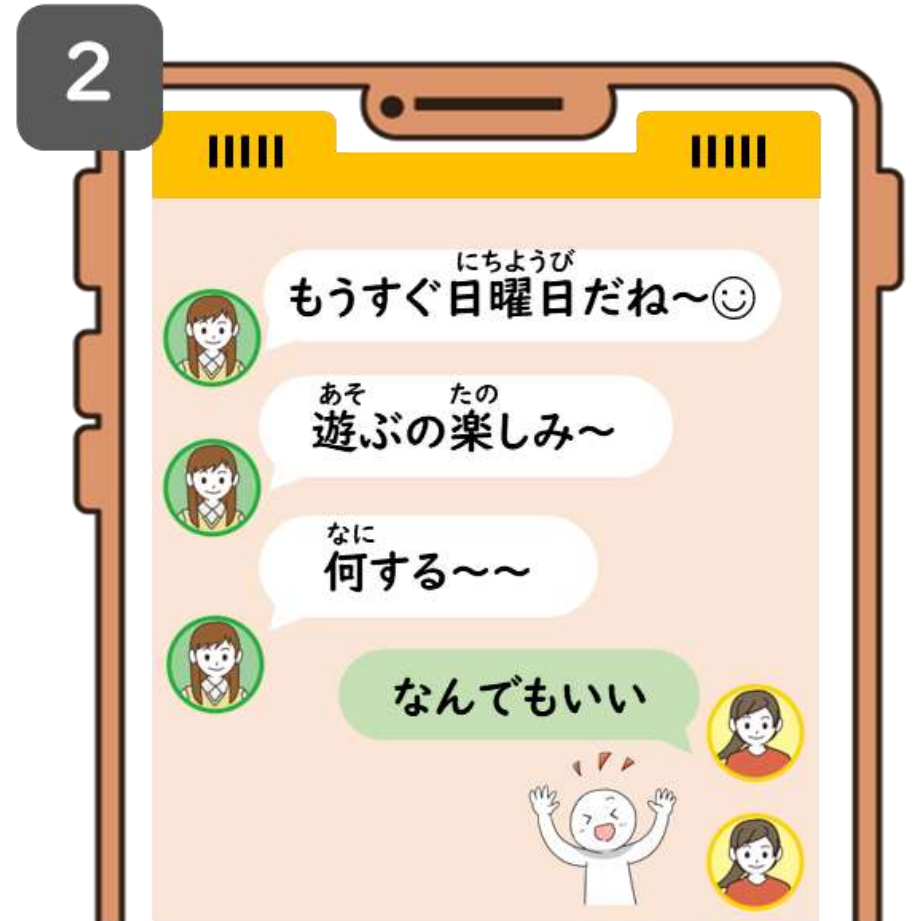 2
にちようび
もうすぐ日曜日だね～☺
あそ たの
遊ぶの楽しみ～
なに
何する～～
なんでもいい